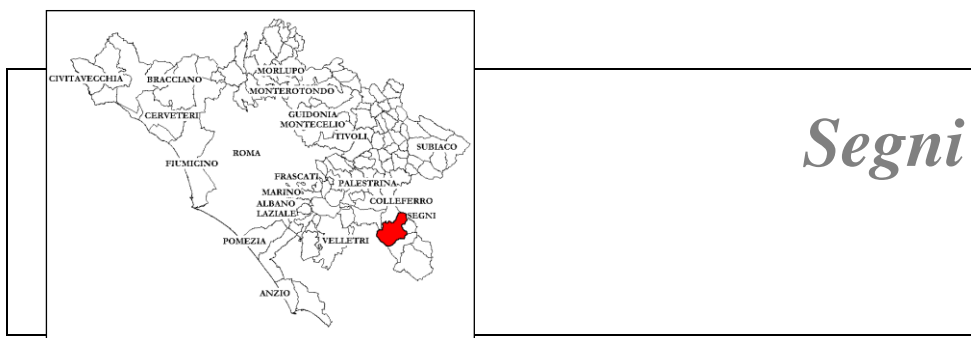 MORLUPO
CIVITAVECCHIA BRACCIANO
MONTEROTONDO
CERVETERI
GUIDONIA
MONTECELIO
TIVOLI
SUBIACO
ROMA
FIUMICINO
FRASCATI
PALESTRINA
MARINO
ALBANO
LAZIALE
COLLEFERRO
SEGNI
POMEZIA
VELLETRI
ANZIO
Segni